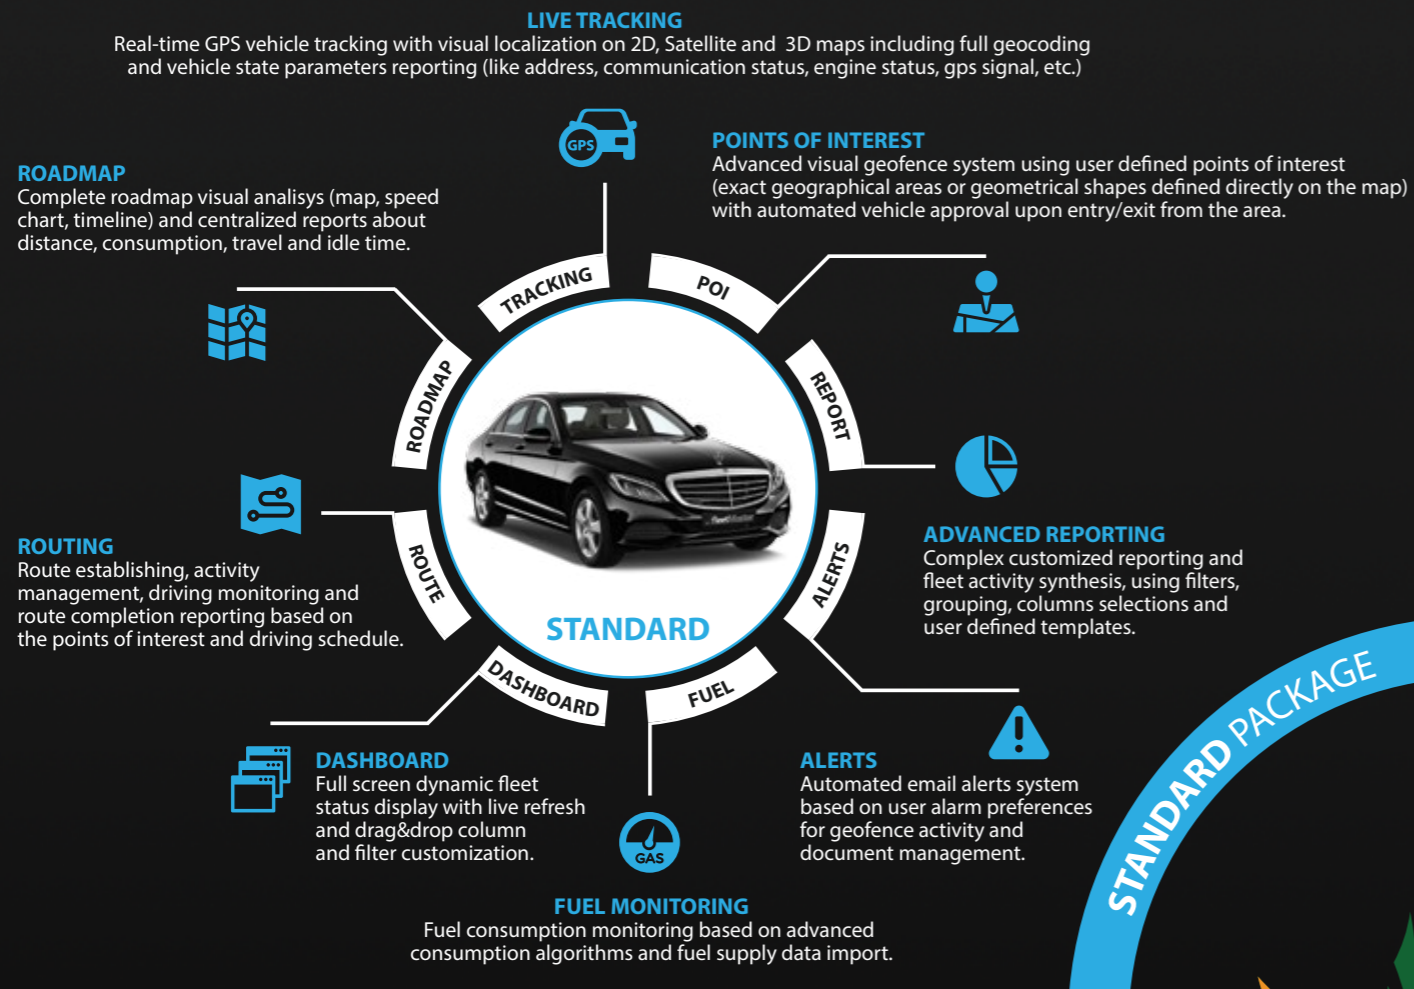 LIVE TRACKING
Real-time GPS vehicle tracking with visual localization on 2D, Satellite and 3D maps including full geocoding
and vehicle state parameters reporting (like address, communication status, engine status, gps signal, etc.)
GPS
POINTS OF INTEREST
Advanced visual geofence system using user defined points of interest
(exact geographical areas or geometrical shapes defined directly on the map)
with automated vehicle approval upon entry/exit from the area.
ROADMAP
Complete roadmap visual analisys (map, speed
chart, timeline) and centralized reports about
distance, consumption, travel and idle time.
TRACKING
POI
REPORT
ROADMAP
ALERTS
ROUTE
STANDARD
DASHBOARD
FUEL
ROUTING
Route establishing, activity
management, driving monitoring and
route completion reporting based on
the points of interest and driving schedule.
ADVANCED REPORTING
Complex customized reporting and
fleet activity synthesis, using filters,
grouping, columns selections and
user defined templates.
DASHBOARD
Full screen dynamic fleet
status display with live refresh
and drag&drop column
and filter customization.
GAS
ALERTS
Automated email alerts system
based on user alarm preferences
for geofence activity and
document management.
FUEL MONITORING
Fuel consumption monitoring based on advanced
consumption algorithms and fuel supply data import.
STANDARD PACKAGE